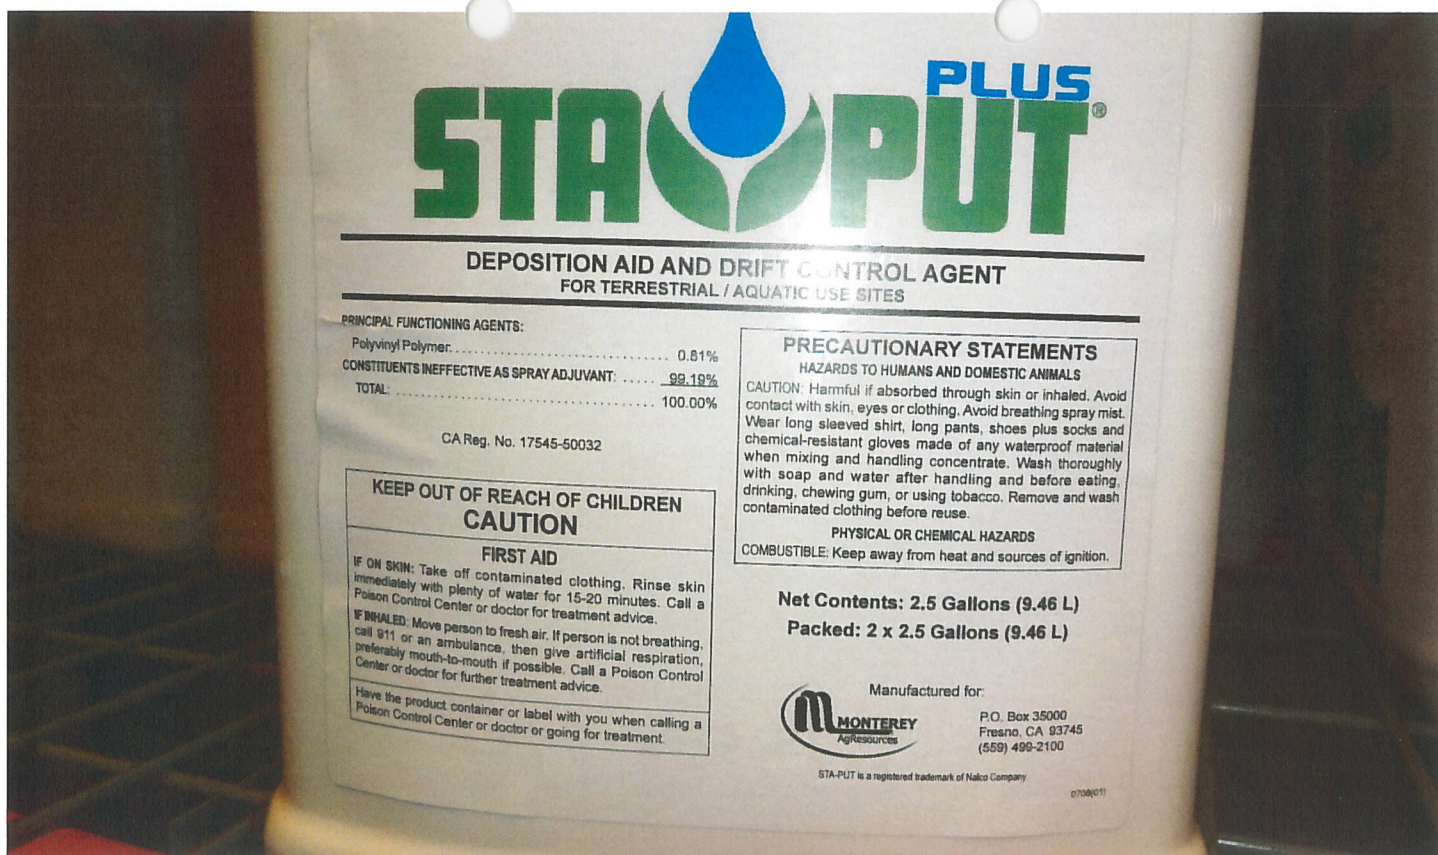 PLUS
STA PUT®
DEPOSITION AID AND DRIFT CONTROL AGENT
FOR TERRESTRIAL / AQUATIC USE SITES
PRINCIPAL FUNCTIONING AGENTS:
Polyvinyl Polymer............................... 0.81%
CONSTITUENTS INEFFECTIVE AS SPRAY ADJUVANT: ..... 99.19%
TOTAL: .................................... 100.00%
CA Reg. No. 17545-50032
KEEP OUT OF REACH OF CHILDREN
CAUTION
FIRST AID
IF ON SKIN: Take off contaminated clothing. Rinse skin
immediately with plenty of water for 15-20 minutes. Call a
Poison Control Center or doctor for treatment advice.
IF INHALED: Move person to fresh air. If person is not breathing,
call 911 or an ambulance, then give artificial respiration,
preferably mouth-to-mouth if possible. Call a Poison Control
Center or doctor for further treatment advice.
Have the product container or label with you when calling a
Poison Control Center or doctor or going for treatment.
PRECAUTIONARY STATEMENTS
HAZARDS TO HUMANS AND DOMESTIC ANIMALS
CAUTION: Harmful if absorbed through skin or inhaled. Avoid
contact with skin, eyes or clothing. Avoid breathing spray mist.
Wear long sleeved shirt, long pants, shoes plus socks and
chemical-resistant gloves made of any waterproof material
when mixing and handling concentrate. Wash thoroughly
with soap and water after handling and before eating,
drinking, chewing gum, or using tobacco. Remove and wash
contaminated clothing before reuse.
PHYSICAL OR CHEMICAL HAZARDS
COMBUSTIBLE: Keep away from heat and sources of ignition.
Net Contents: 2.5 Gallons (9.46 L)
Packed: 2 x 2.5 Gallons (9.46 L)
Manufactured for:
MONTEREY
AgResources
P.O. Box 35000
Fresno, CA 93745
(559) 499-2100
STA-PUT is a registered trademark of Nalco Company
0708(01)